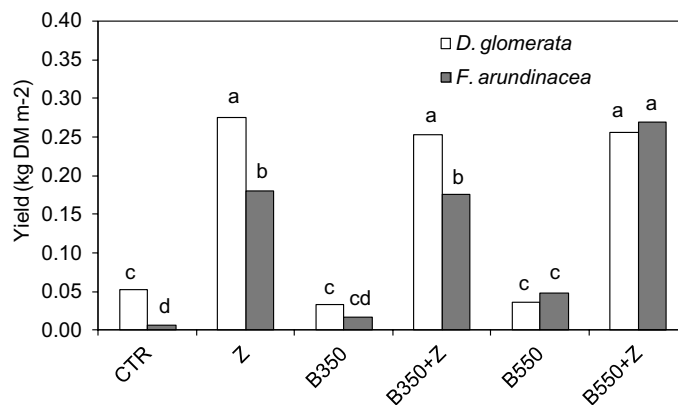 0.40
0.35
0.30
0.25
0.20
0.15
0.10
0.05
0.00
Yield (kg DM m-2)
D. glomerata
F. arundinacea
c
d
a
b
c
cd
a
b
c
c
a
a
CTR
Z
B350
B350+Z
B550
B550+Z